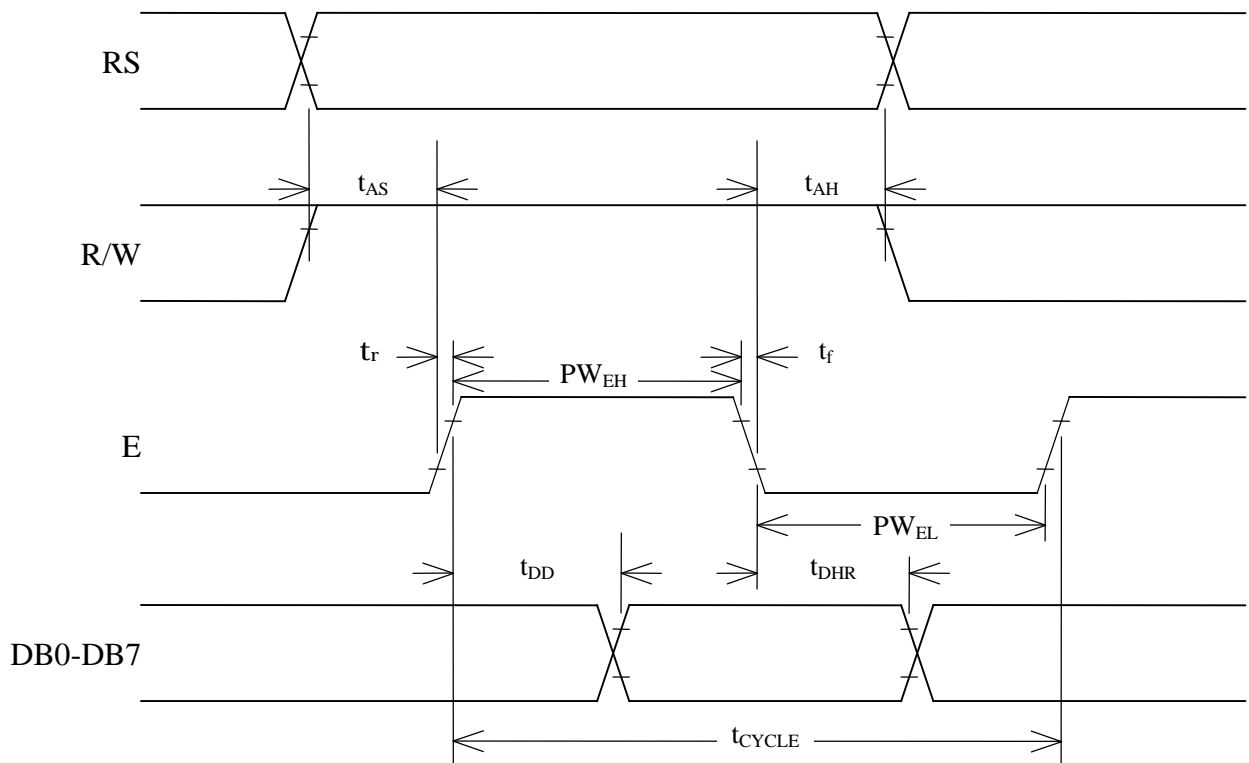 RS
tAS
tAH
R/W
tr
PWEH
tf
E
PWEL
tDD
tDHR
DB0-DB7
tCYCLE